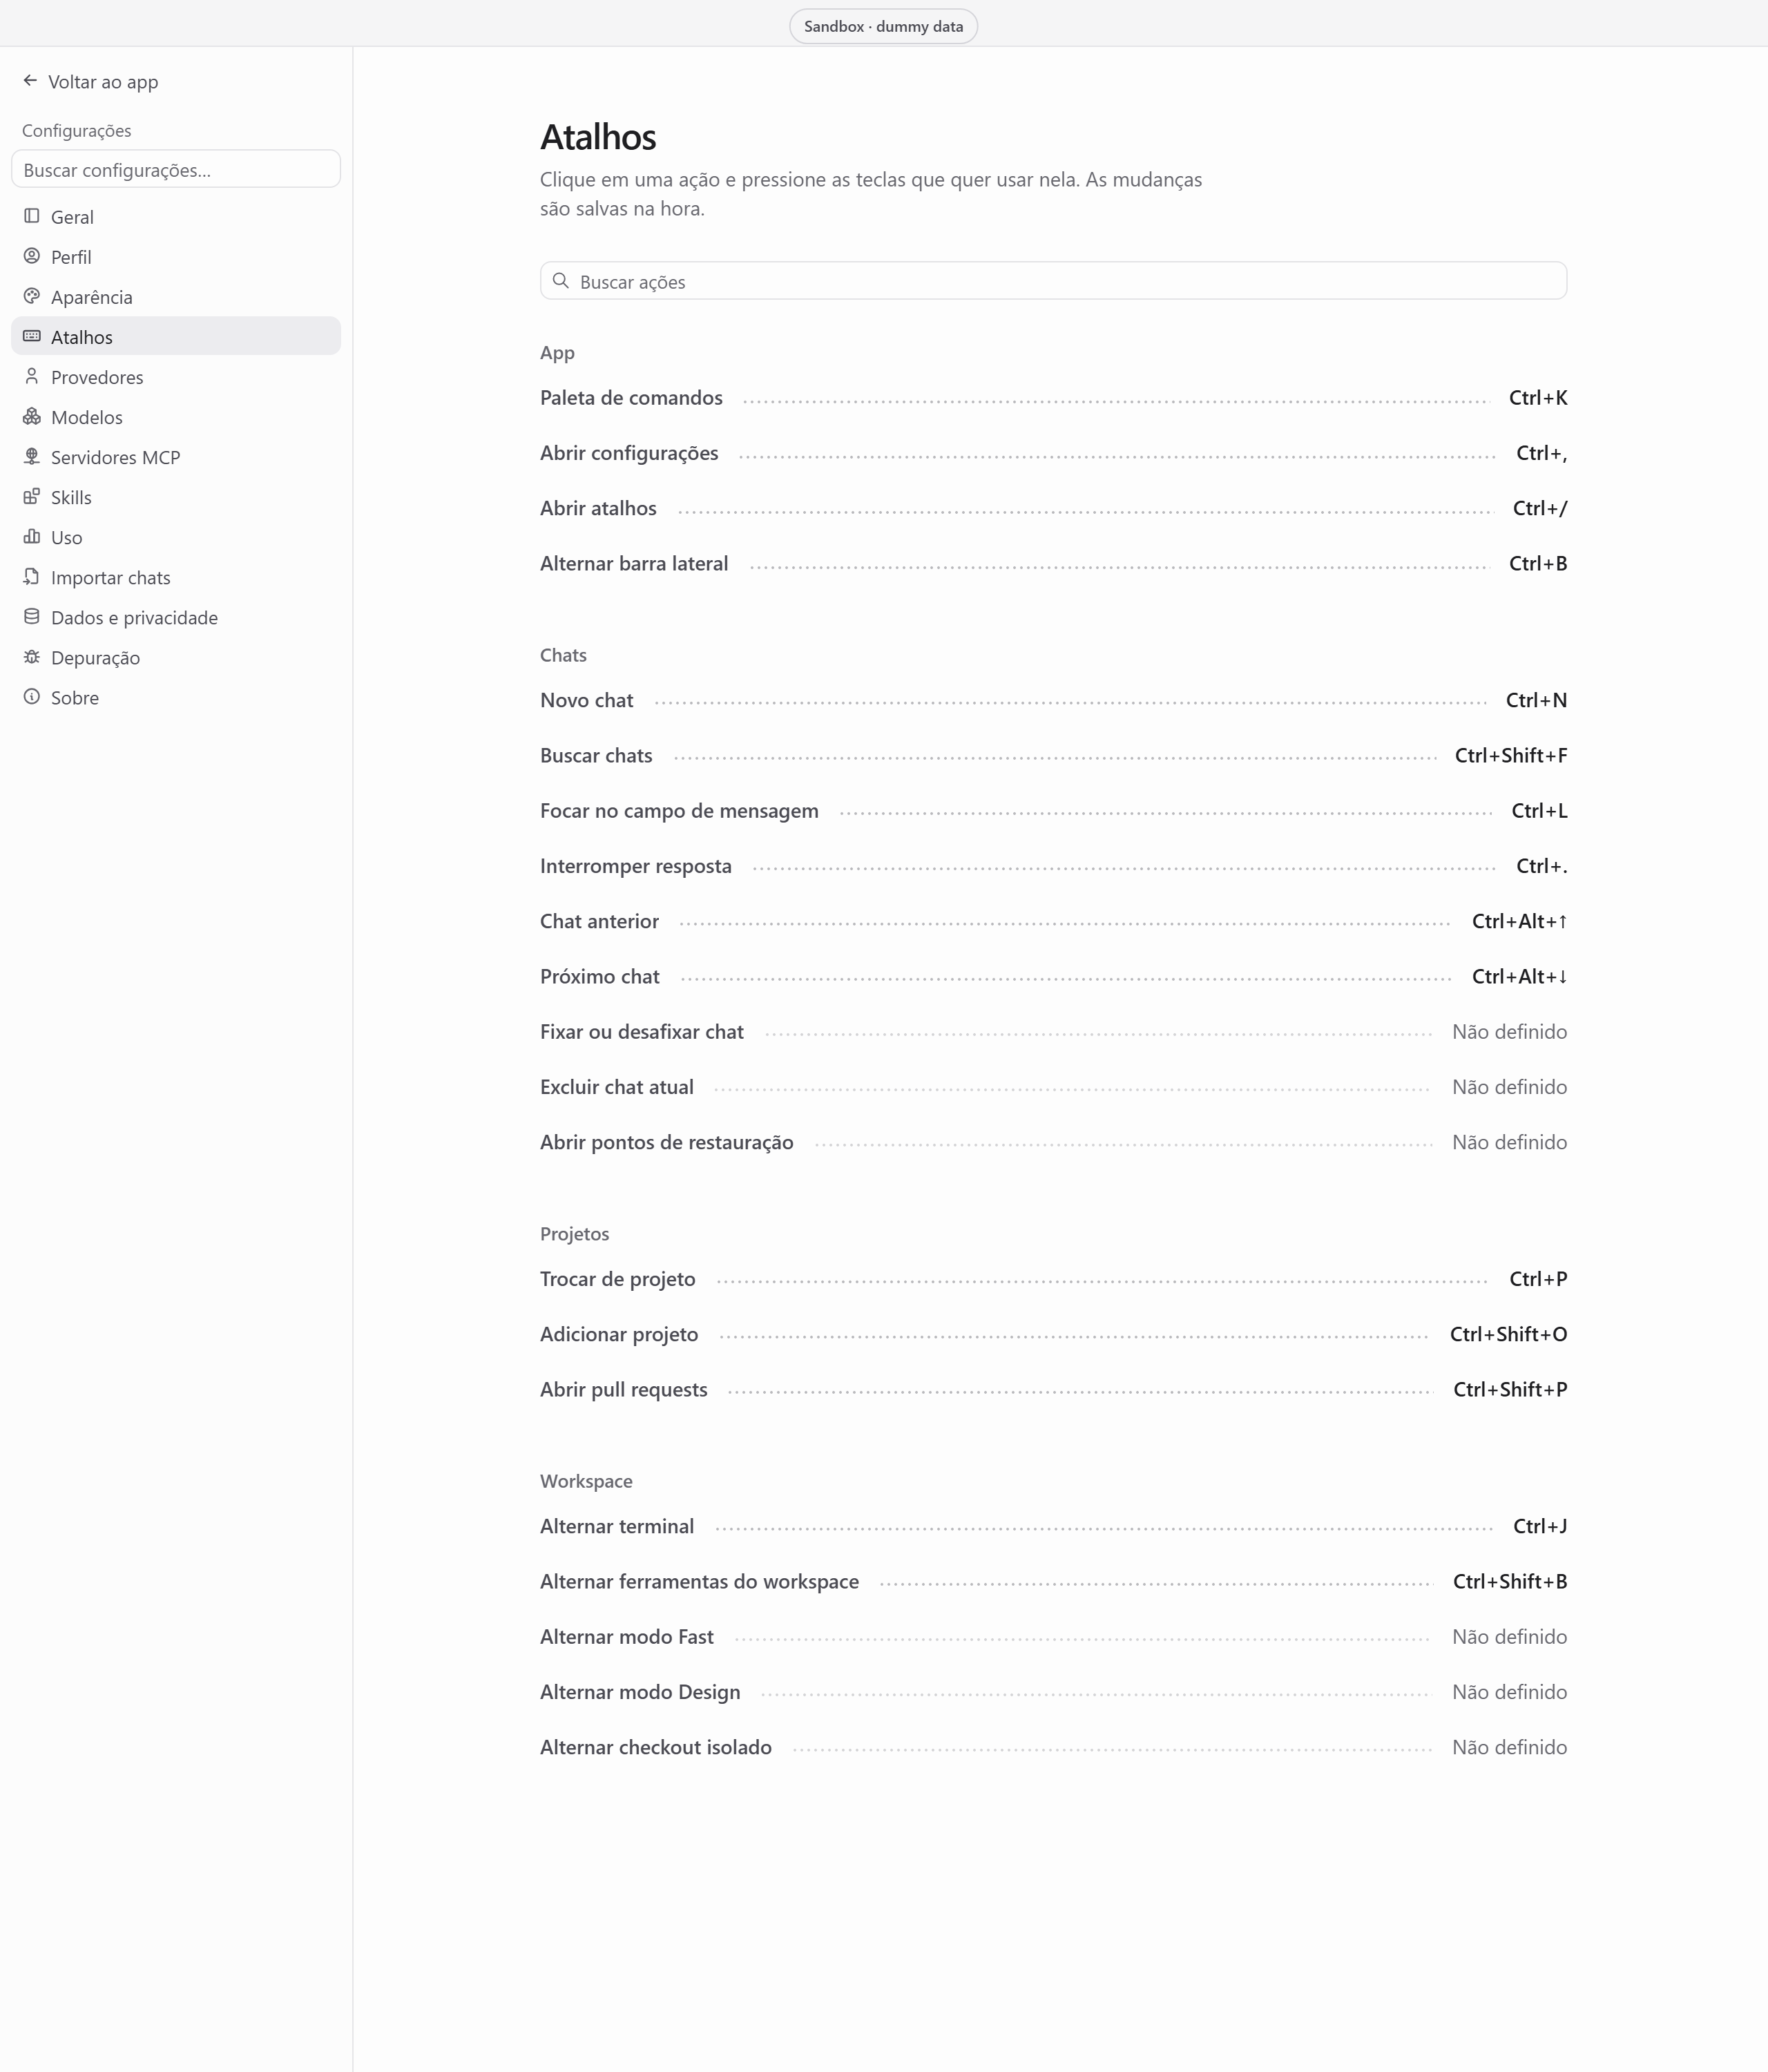 Sandbox · dummy data
Voltar ao app
Configurações
Buscar configurações...
Geral
Perfil
Aparência
Atalhos
Provedores
Modelos
Servidores MCP
Skills
Uso
Importar chats
Dados e privacidade
Depuração
Sobre
Atalhos
Clique em uma ação e pressione as teclas que quer usar nela. As mudanças
são salvas na hora.
Buscar ações
App
Paleta de comandos Ctrl+K
Abrir configurações Ctrl+,
Abrir atalhos Ctrl+/
Alternar barra lateral Ctrl+B
Chats
Novo chat Ctrl+N
Buscar chats Ctrl+Shift+F
Focar no campo de mensagem Ctrl+L
Interromper resposta Ctrl+.
Chat anterior Ctrl+Alt+↑
Próximo chat Ctrl+Alt+↓
Fixar ou desafixar chat Não definido
Excluir chat atual Não definido
Abrir pontos de restauração Não definido
Projetos
Trocar de projeto Ctrl+P
Adicionar projeto Ctrl+Shift+O
Abrir pull requests Ctrl+Shift+P
Workspace
Alternar terminal Ctrl+J
Alternar ferramentas do workspace Ctrl+Shift+B
Alternar modo Fast Não definido
Alternar modo Design Não definido
Alternar checkout isolado Não definido